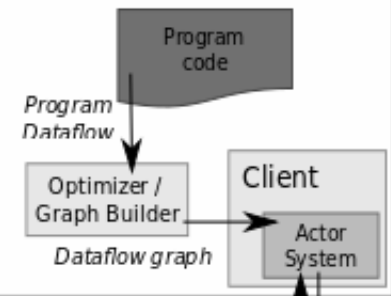 Program
code
Program
Dataflow
Optimizer /
Graph Builder
Client
Dataflow graph
Actor
System